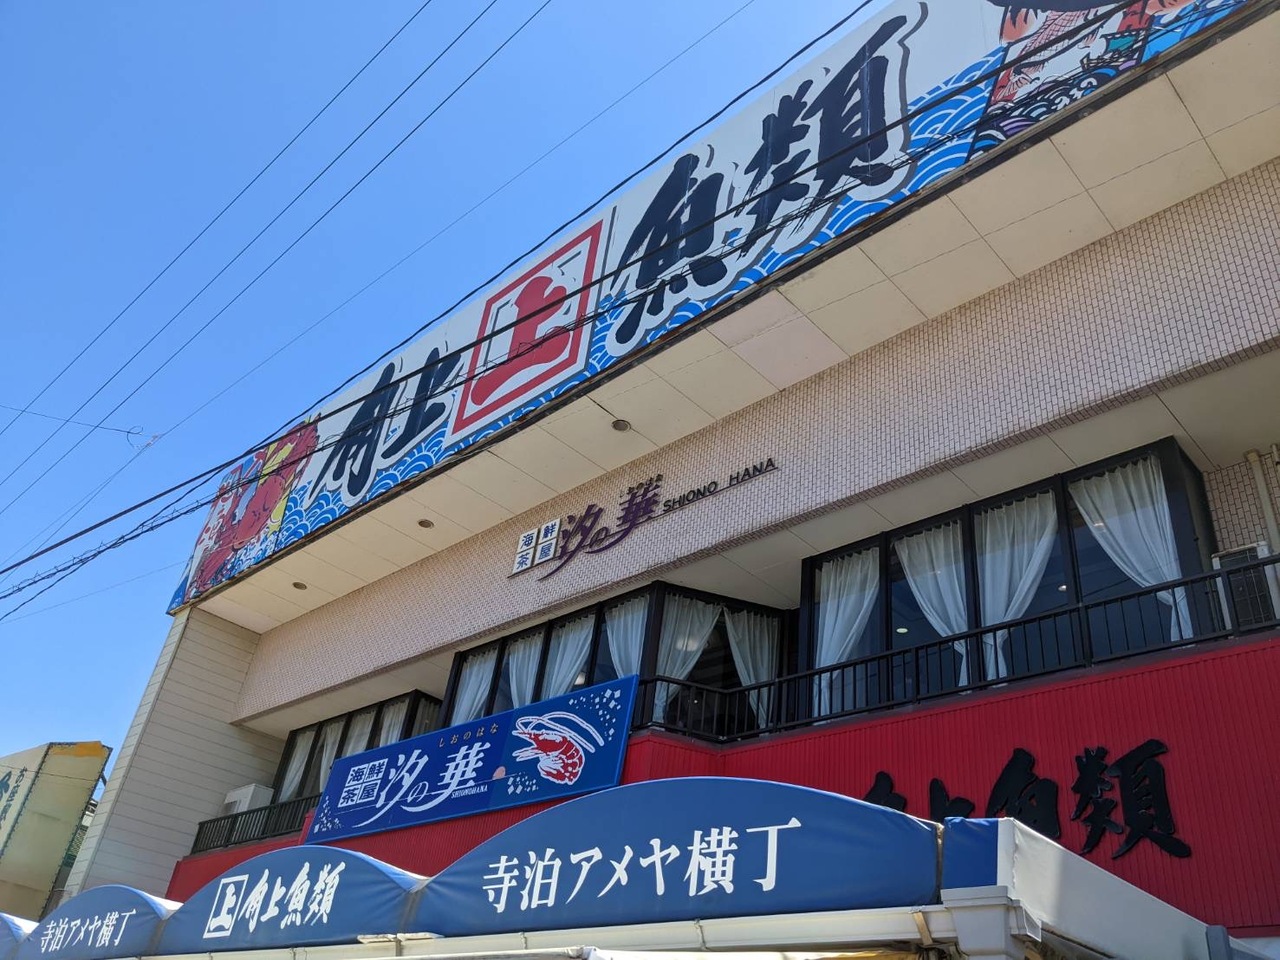 角上 上 魚類
海鮮茶屋 汐の華 SHIONO HANA
しおのはな
海鮮茶屋 汐の華 SHIONOHANA
角上魚類
寺泊アメヤ横丁
上 角上魚類
寺泊アメヤ横丁